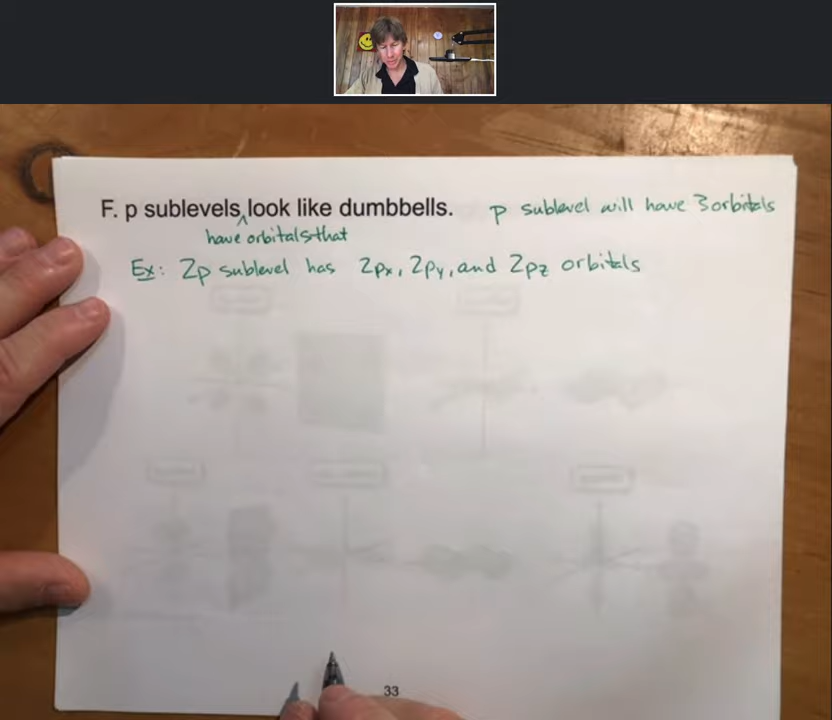 F. p sublevels look like dumbbells. p sublevel will have 3 orbitals
^ have orbitals that
Ex: 2p sublevel has 2px, 2py, and 2pz orbitals
33